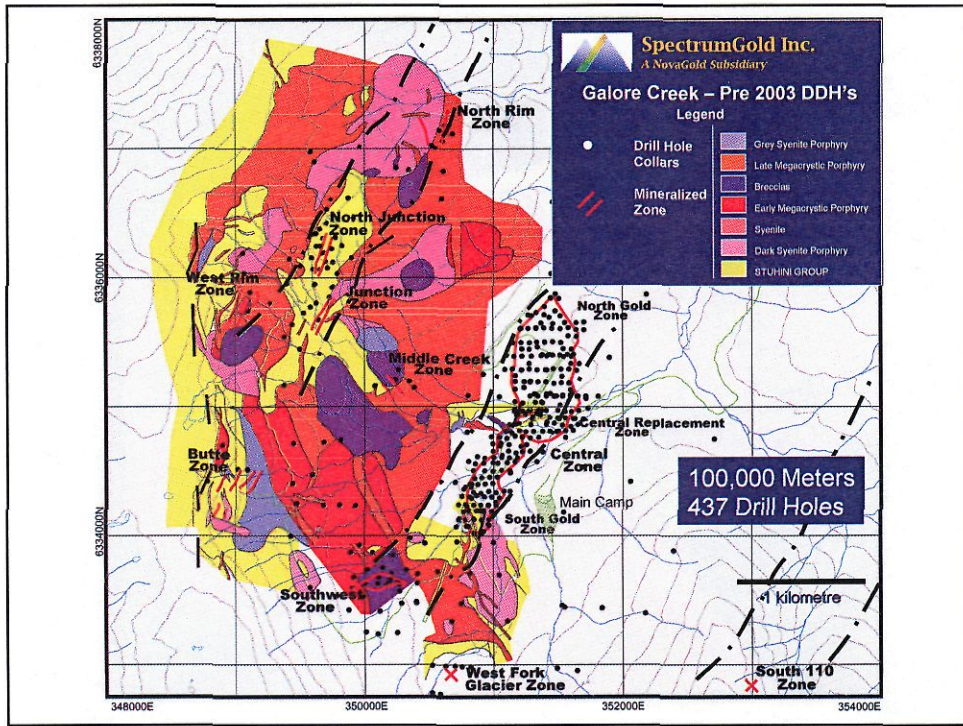 SpectrumGold Inc.
A NovaGold Subsidiary
Galore Creek – Pre 2003 DDH's
Legend
Drill Hole
Collars
Mineralized
Zone
Grey Syenite Porphyry
Late Megacrystic Porphyry
Breccias
Early Megacrystic Porphyry
Syenite
Dark Syenite Porphyry
STUHINI GROUP
6338000N
6336000N
6334000N
North Rim
Zone
North Junction
Zone
West Rim
Zone
Junction
Zone
North Gold
Zone
Middle Creek
Zone
Central Replacement
Zone
Butte
Zone
Central
Zone
Main Camp
South Gold
Zone
100,000 Meters
437 Drill Holes
1 kilometre
Southwest
Zone
West Fork
Glacier Zone
South 110
Zone
348000E
350000E
352000E
354000E